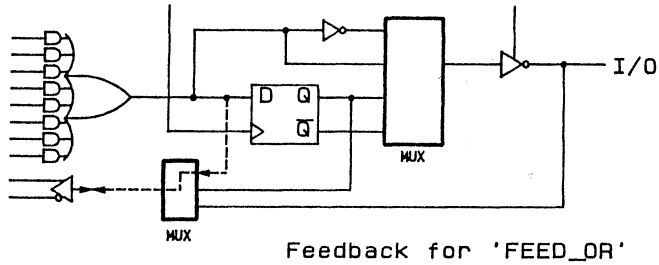 I/O
D Q
Q
MUX
MUX
Feedback for 'FEED_OR'